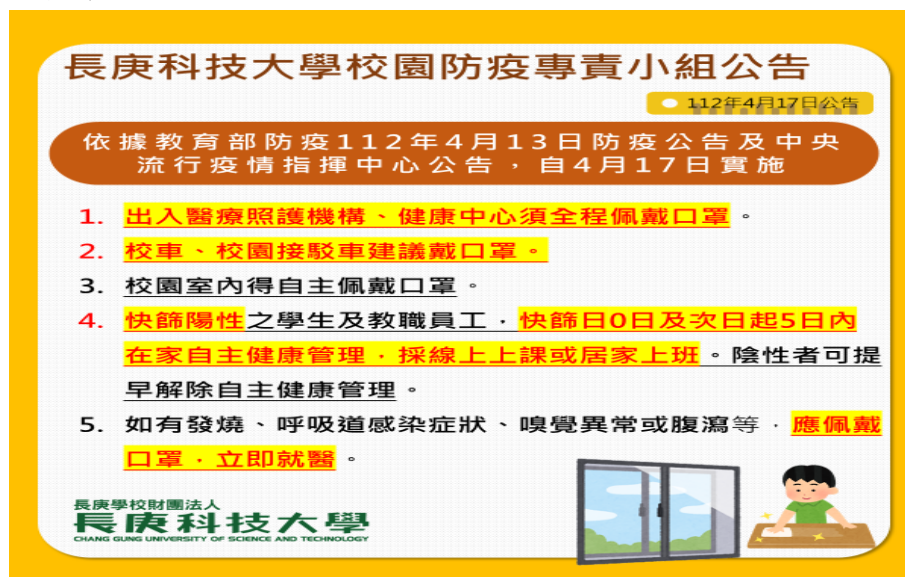 長庚科技大學校園防疫專責小組公告
112年4月17日公告
依據教育部防疫112年4月13日防疫公告及中央
流行疫情指揮中心公告，自4月17日實施
1. 出入醫療照護機構、健康中心須全程佩戴口罩。
2. 校車、校園接駁車建議戴口罩。
3. 校園室內得自主佩戴口罩。
4. 快篩陽性之學生及教職員工，快篩日0日及次日起5日內
在家自主健康管理，採線上上課或居家上班。陰性者可提
早解除自主健康管理。
5. 如有發燒、呼吸道感染症狀、嗅覺異常或腹瀉等，應佩戴
口罩，立即就醫。
長庚學校財團法人
長庚科技大學
CHANG GUNG UNIVERSITY OF SCIENCE AND TECHNOLOGY